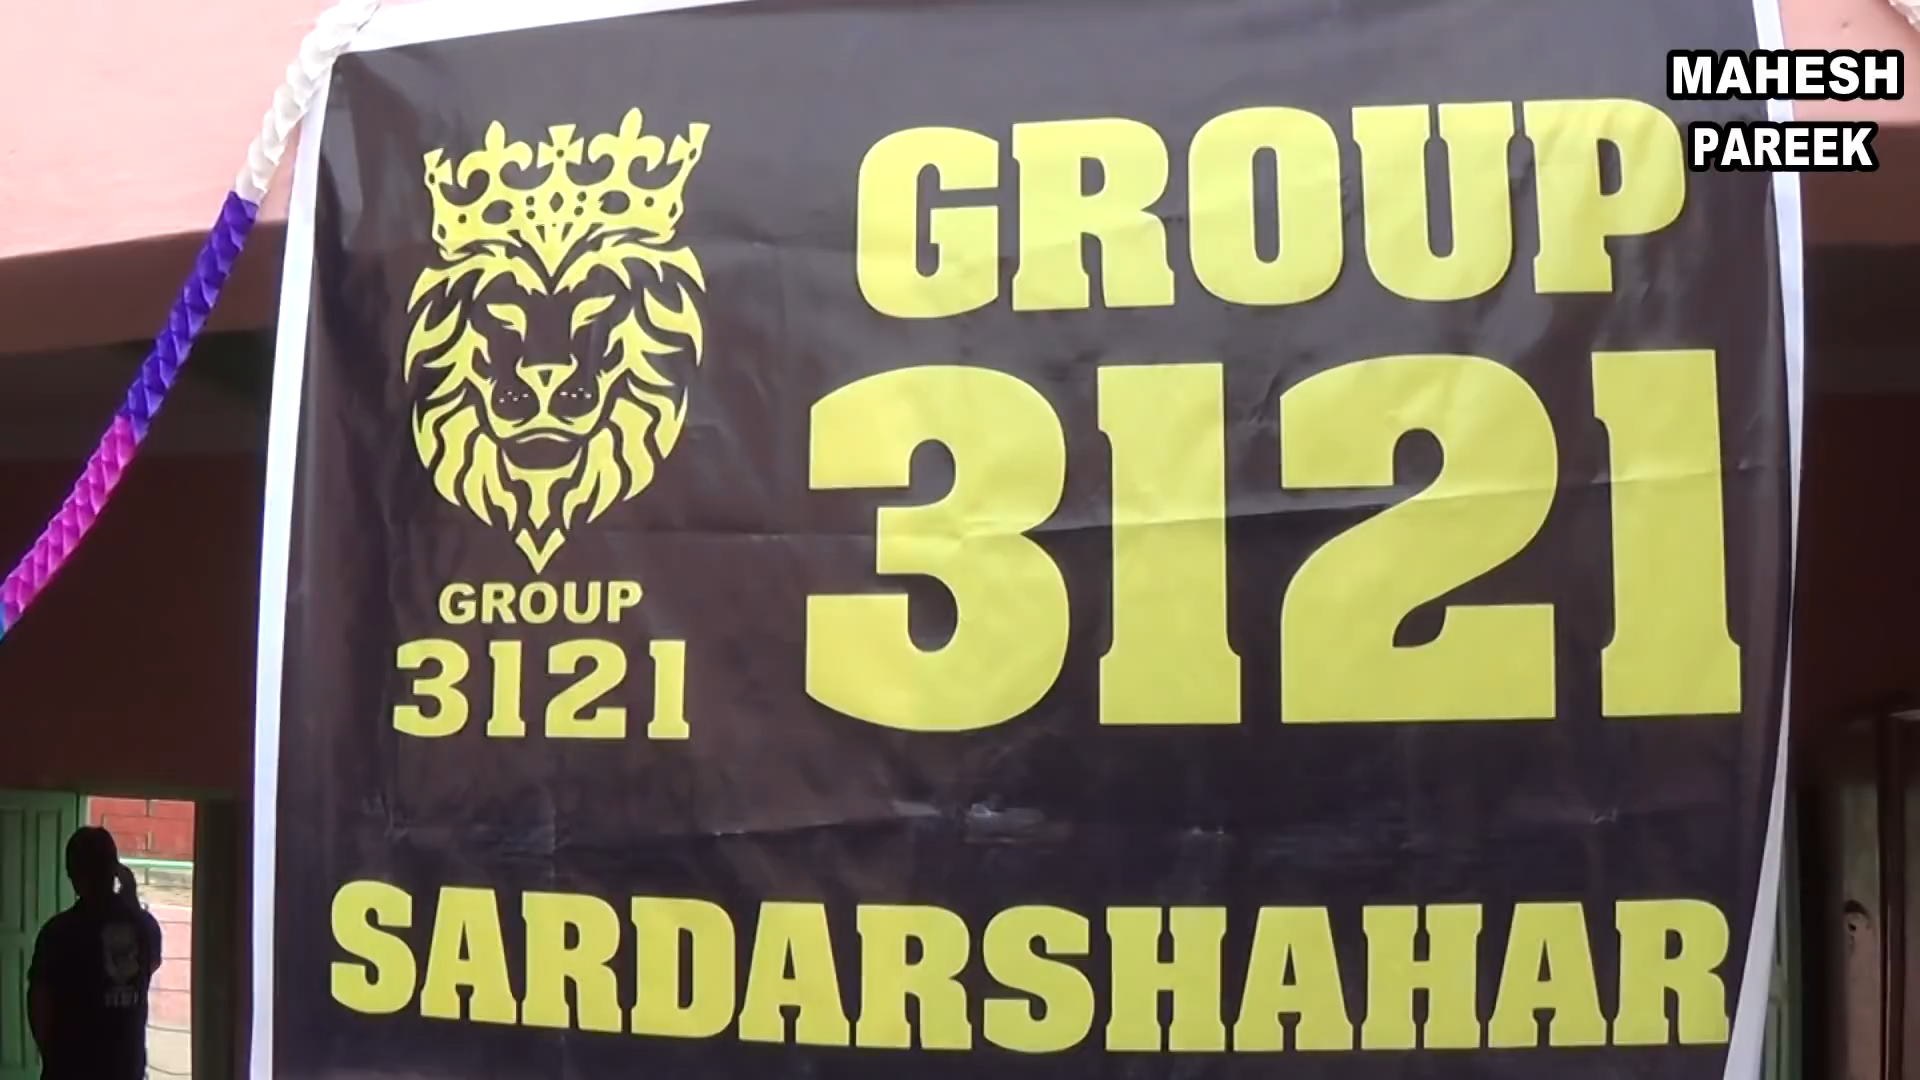 MAHESH
PAREEK
GROUP
3121
GROUP
3121
SARDARSHAHAR